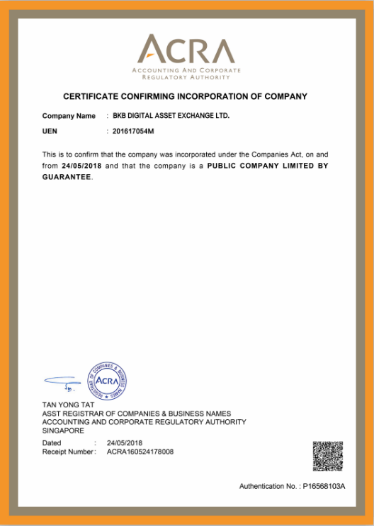 ACRA
ACCOUNTING AND CORPORATE
REGULATORY AUTHORITY
CERTIFICATE CONFIRMING INCORPORATION OF COMPANY
Company Name : BKB DIGITAL ASSET EXCHANGE LTD.
UEN : 201617054M
This is to confirm that the company was incorporated under the Companies Act, on and
from 24/05/2018 and that the company is a PUBLIC COMPANY LIMITED BY
GUARANTEE.
ACRA
TAN YONG TAT
ASST REGISTRAR OF COMPANIES & BUSINESS NAMES
ACCOUNTING AND CORPORATE REGULATORY AUTHORITY
SINGAPORE
Dated : 24/05/2018
Receipt Number : ACRA160524178008
Authentication No. : P16568103A